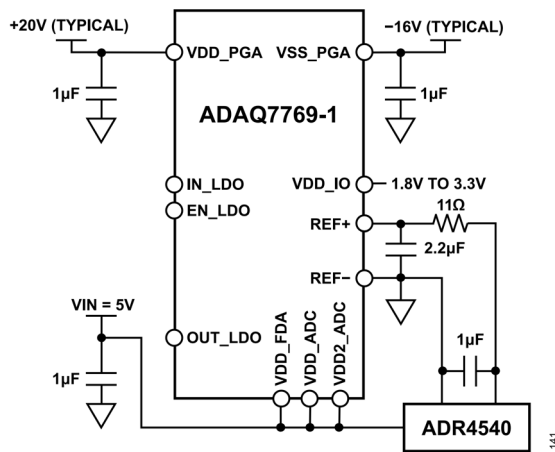 +20V (TYPICAL)
−16V (TYPICAL)
VDD_PGA
VSS_PGA
1µF
1µF
ADAQ7769-1
IN_LDO
VDD_IO
1.8V TO 3.3V
EN_LDO
11Ω
REF+
2.2µF
REF−
VIN = 5V
OUT_LDO
VDD_FDA
VDD_ADC
VDD2_ADC
1µF
1µF
ADR4540
141